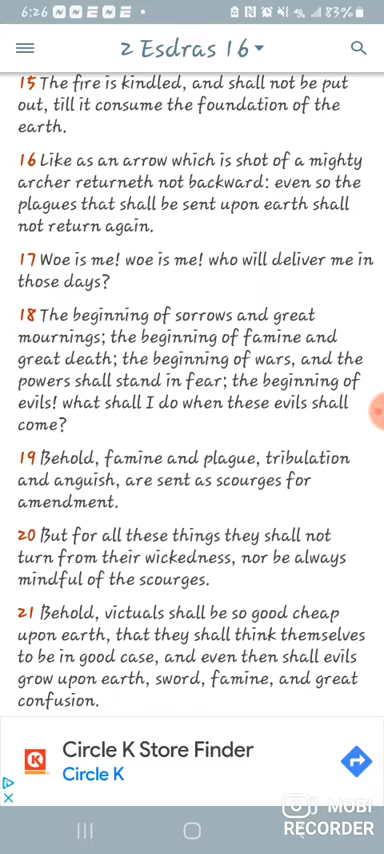 6:26 83%
2 Esdras 16
15 The fire is kindled, and shall not be put
out, till it consume the foundation of the
earth.
16 Like as an arrow which is shot of a mighty
archer returneth not backward: even so the
plagues that shall be sent upon earth shall
not return again.
17 Woe is me! woe is me! who will deliver me in
those days?
18 The beginning of sorrows and great
mournings; the beginning of famine and
great death; the beginning of wars, and the
powers shall stand in fear; the beginning of
evils! what shall I do when these evils shall
come?
19 Behold, famine and plague, tribulation
and anguish, are sent as scourges for
amendment.
20 But for all these things they shall not
turn from their wickedness, nor be always
mindful of the scourges.
21 Behold, victuals shall be so good cheap
upon earth, that they shall think themselves
to be in good case, and even then shall evils
grow upon earth, sword, famine, and great
confusion.
Circle K Store Finder
Circle K
MOBI
RECORDER